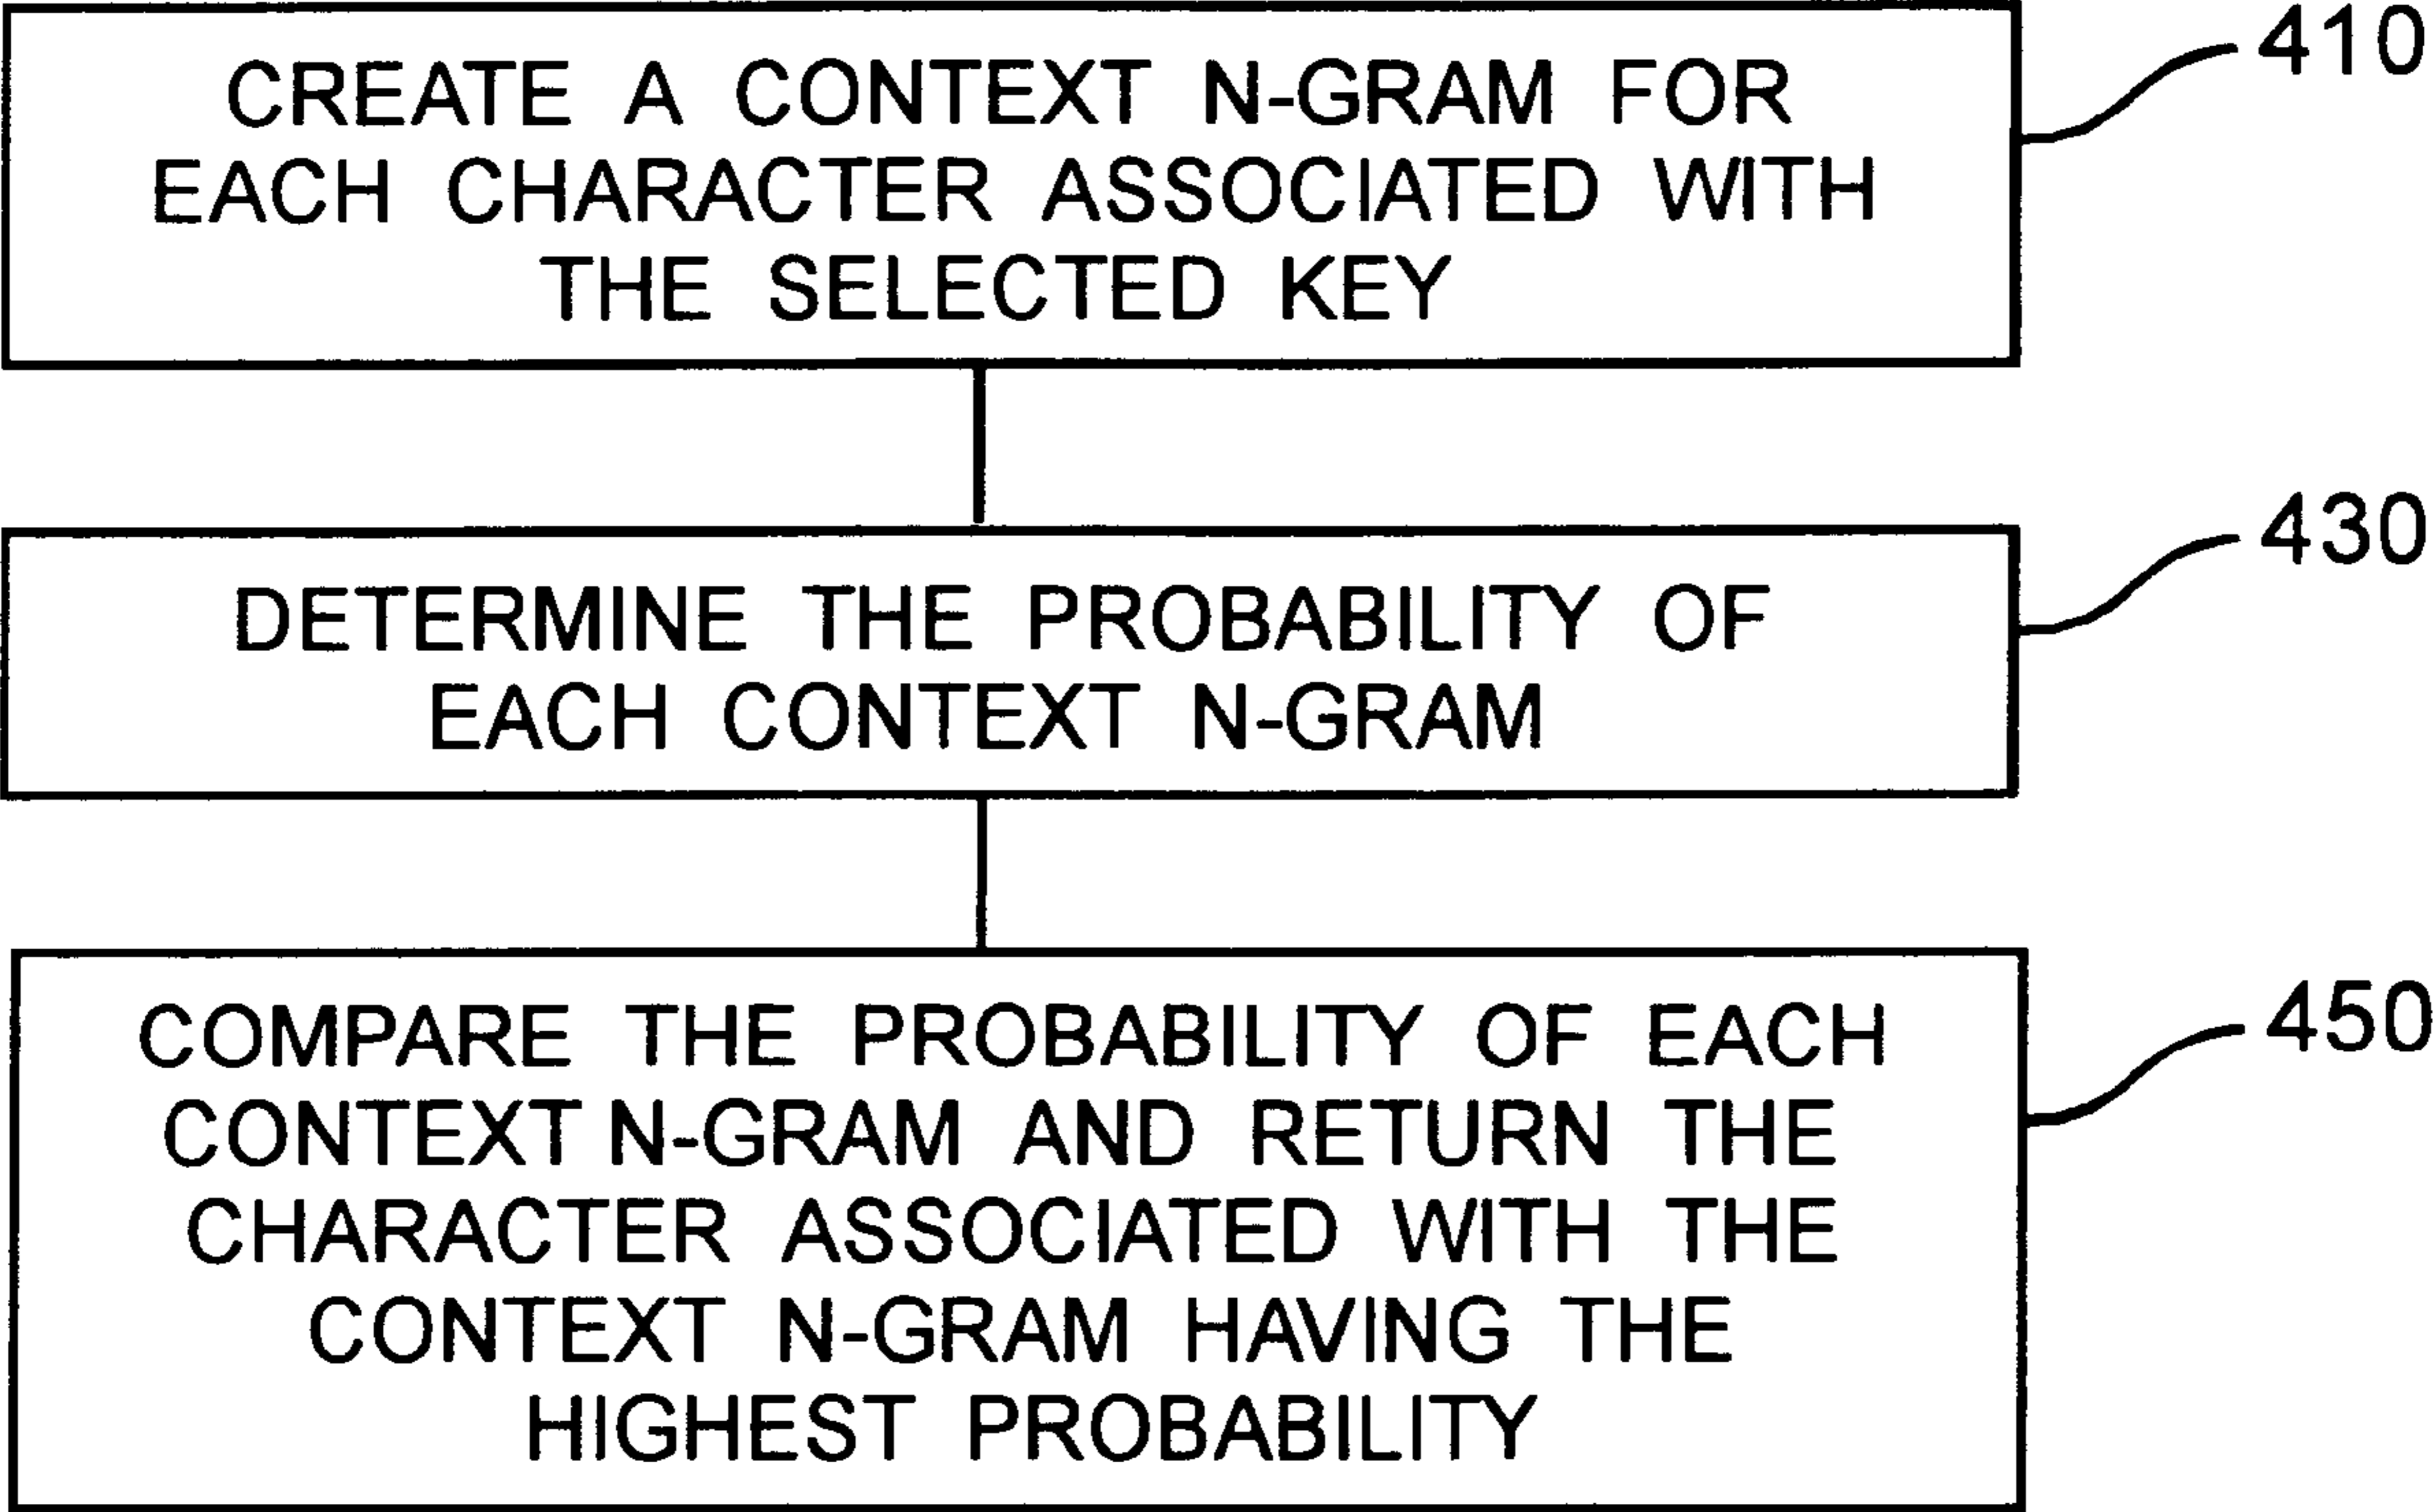 410
CREATE A CONTEXT N-GRAM FOR
EACH CHARACTER ASSOCIATED WITH
THE SELECTED KEY
430
DETERMINE THE PROBABILITY OF
EACH CONTEXT N-GRAM
450
COMPARE THE PROBABILITY OF EACH
CONTEXT N-GRAM AND RETURN THE
CHARACTER ASSOCIATED WITH THE
CONTEXT N-GRAM HAVING THE
HIGHEST PROBABILITY